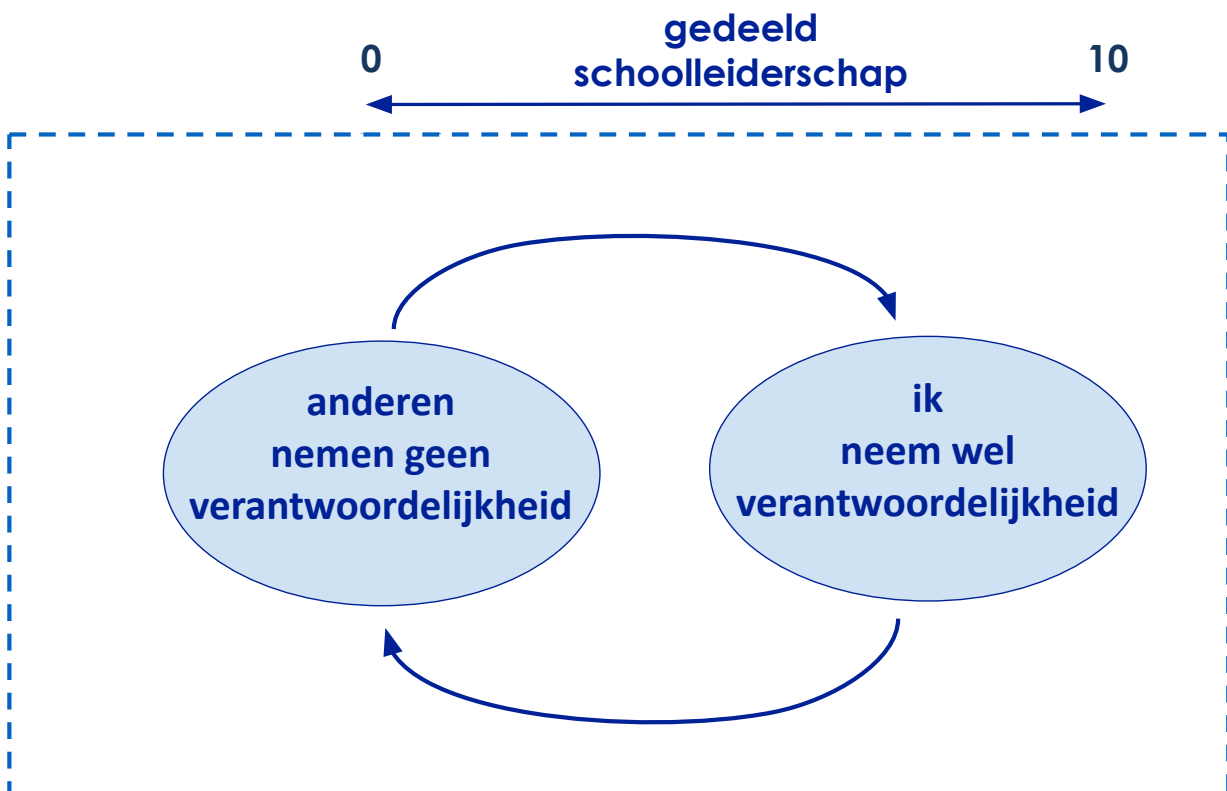 0
gedeeld
schoolleiderschap
10
anderen
nemen geen
verantwoordelijkheid
ik
neem wel
verantwoordelijkheid